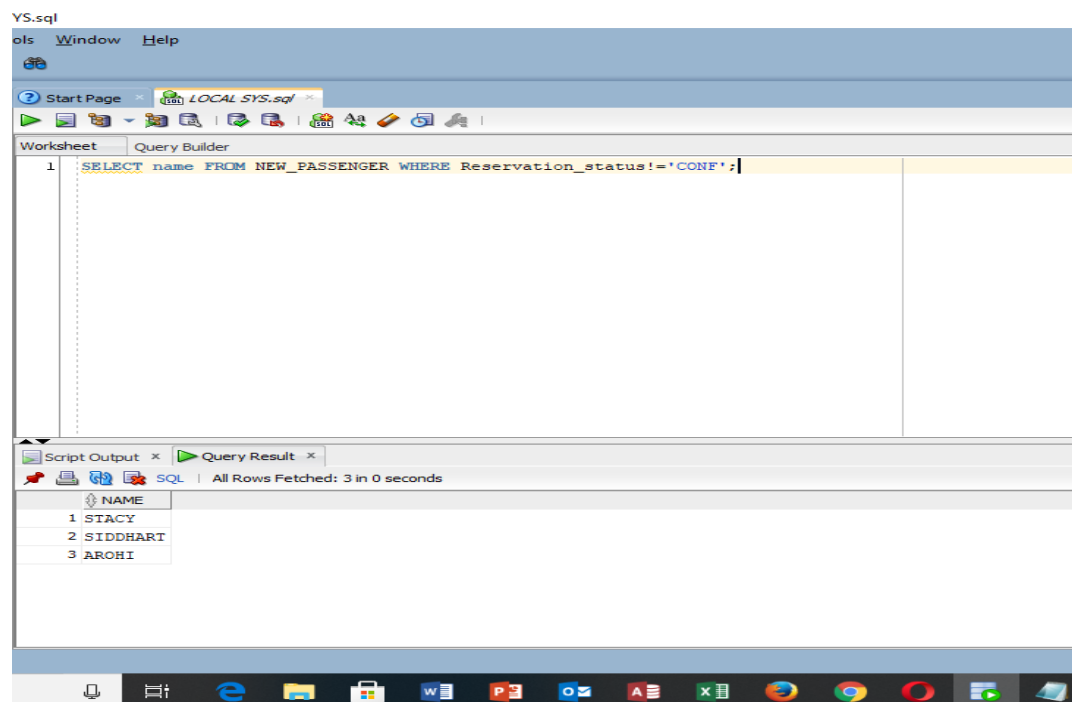 YS.sql
ols Window Help
Start Page LOCAL SYS.sql
Worksheet Query Builder
1 SELECT name FROM NEW_PASSENGER WHERE Reservation_status!='CONF';
Script Output Query Result
SQL All Rows Fetched: 3 in 0 seconds
NAME
1 STACY
2 SIDDHART
3 AROHI